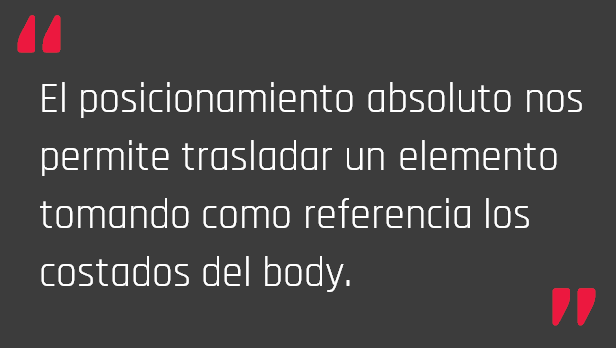 “
El posicionamiento absoluto nos
permite trasladar un elemento
tomando como referencia los
costados del body.
”